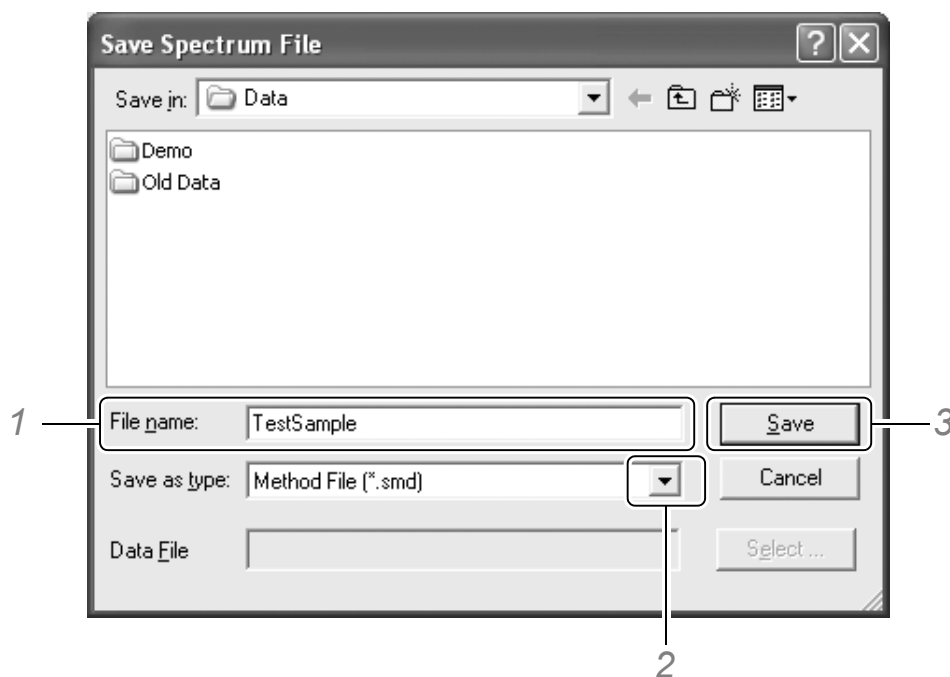 Save Spectrum File
Save in: Data
Demo
Old Data
1 File name: TestSample Save 3
Save as type: Method File (*.smd) Cancel
Data File Select ...
2